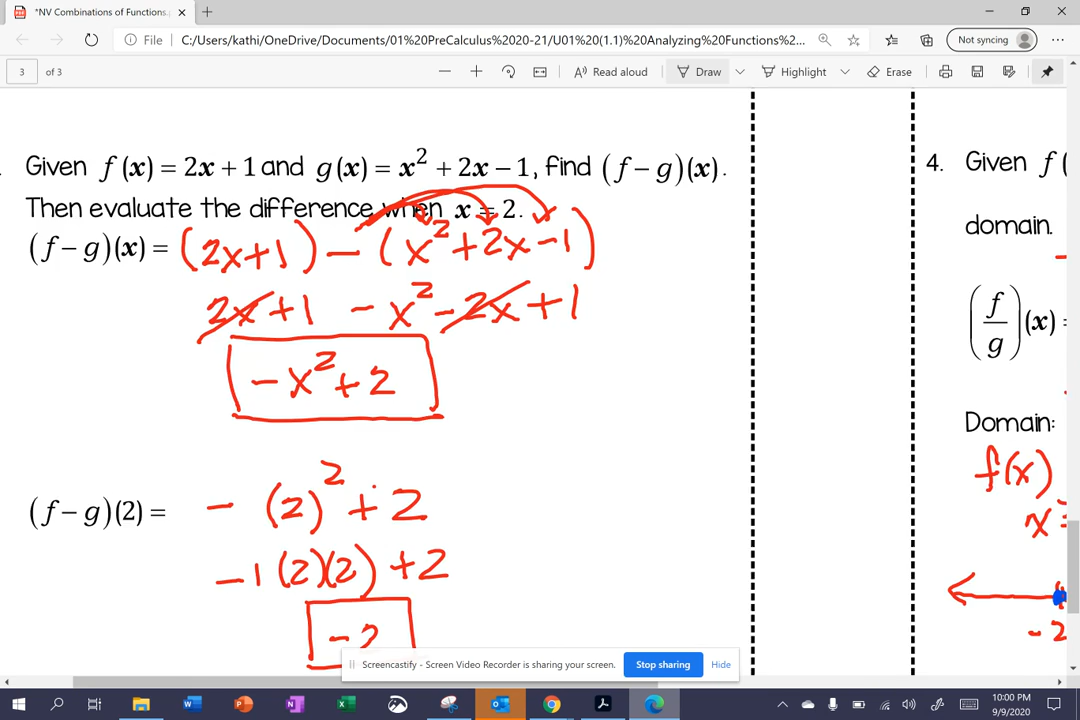 *NV Combinations of Functions.
File C:/Users/kathi/OneDrive/Documents/01%20PreCalculus%2020-21/U01%20(1.1)%20Analyzing%20Functions%2... Not syncing
3 of 3 Read aloud Draw Highlight Erase
Given f(x) = 2x + 1 and g(x) = x² + 2x − 1, find (f − g)(x).
Then evaluate the difference when x = 2.
(f − g)(x) = (2x+1) − (x² + 2x − 1)
2x + 1 − x² − 2x + 1
−x² + 2
(f − g)(2) = − (2)² + 2
−1(2)(2) + 2
−2
4. Given f(
domain.
(f/g)(x) =
Domain:
f(x)
x
−2
Screencastify - Screen Video Recorder is sharing your screen. Stop sharing Hide
10:00 PM
9/9/2020